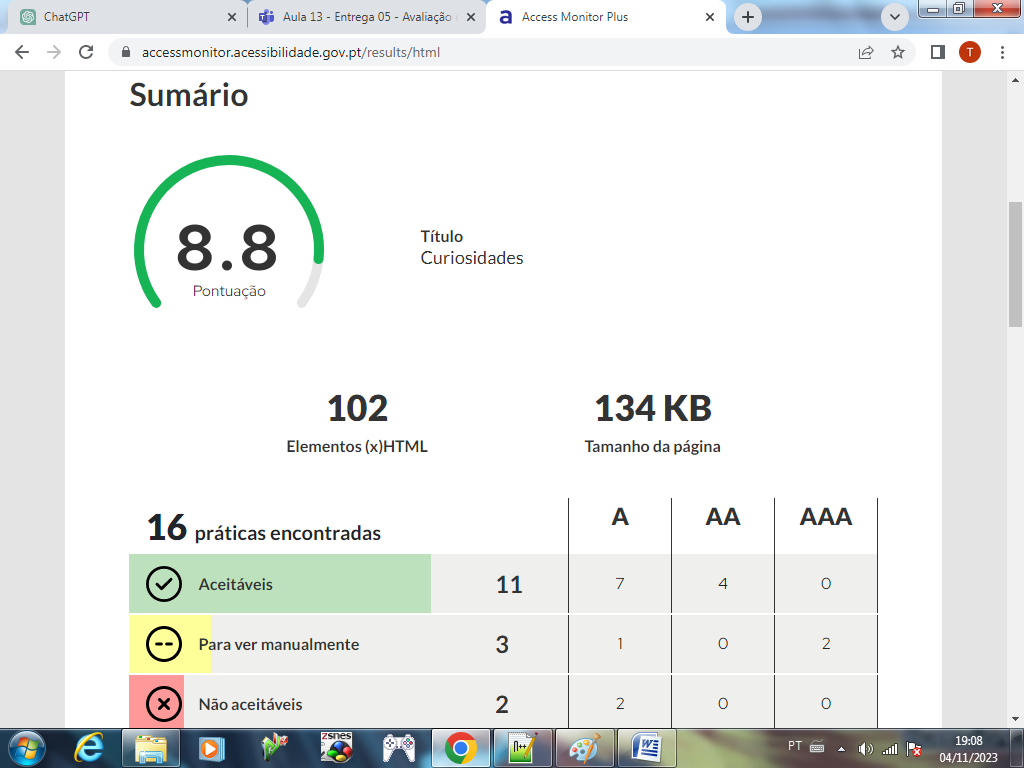 ChatGPT
Aula 13 - Entrega 05 - Avaliação
Access Monitor Plus
accessmonitor.acessibilidade.gov.pt/results/html
T
Sumário
8.8
Pontuação
Título
Curiosidades
102
Elementos (x)HTML
134 KB
Tamanho da página
16 práticas encontradas
A
AA
AAA
Aceitáveis 11 7 4 0
Para ver manualmente 3 1 0 2
Não aceitáveis 2 2 0 0
PT
19:08
04/11/2023